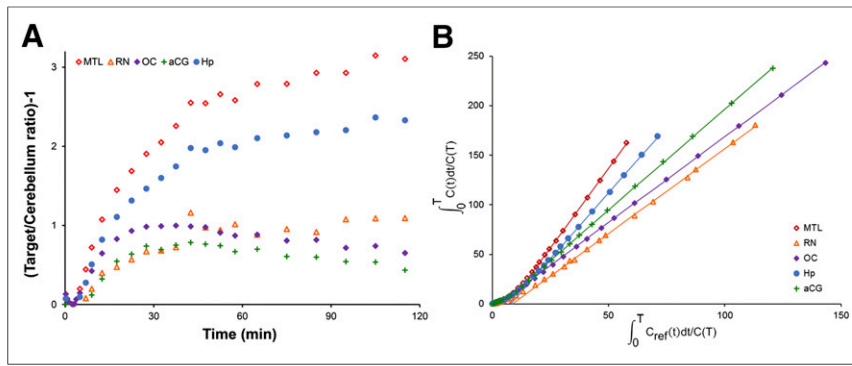 A
B
(Target/Cerebellum ratio)-1
3
2
1
0
MTL RN OC aCG Hp
0 30 60 90 120
Time (min)
∫₀ᵀ C(t)dt/C(T)
250
200
150
100
50
0
MTL
RN
OC
Hp
aCG
0 50 100 150
∫₀ᵀ C_ref(t)dt/C(T)